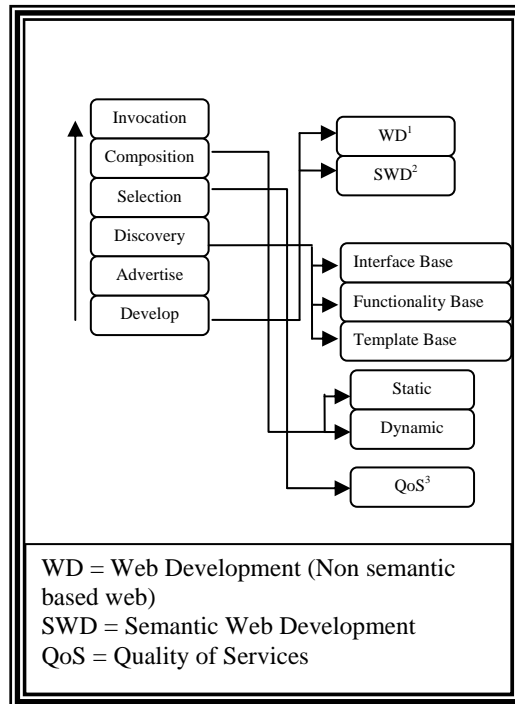 Invocation
Composition
Selection
Discovery
Advertise
Develop
WD¹
SWD²
Interface Base
Functionality Base
Template Base
Static
Dynamic
QoS³
WD = Web Development (Non semantic
based web)
SWD = Semantic Web Development
QoS = Quality of Services